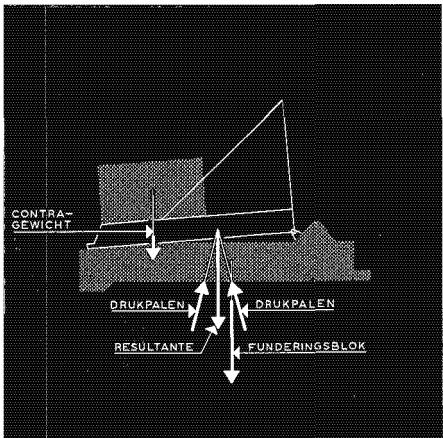 CONTRA-
GEWICHT
DRUKPALEN DRUKPALEN
RESULTANTE FUNDERINGSBLOK